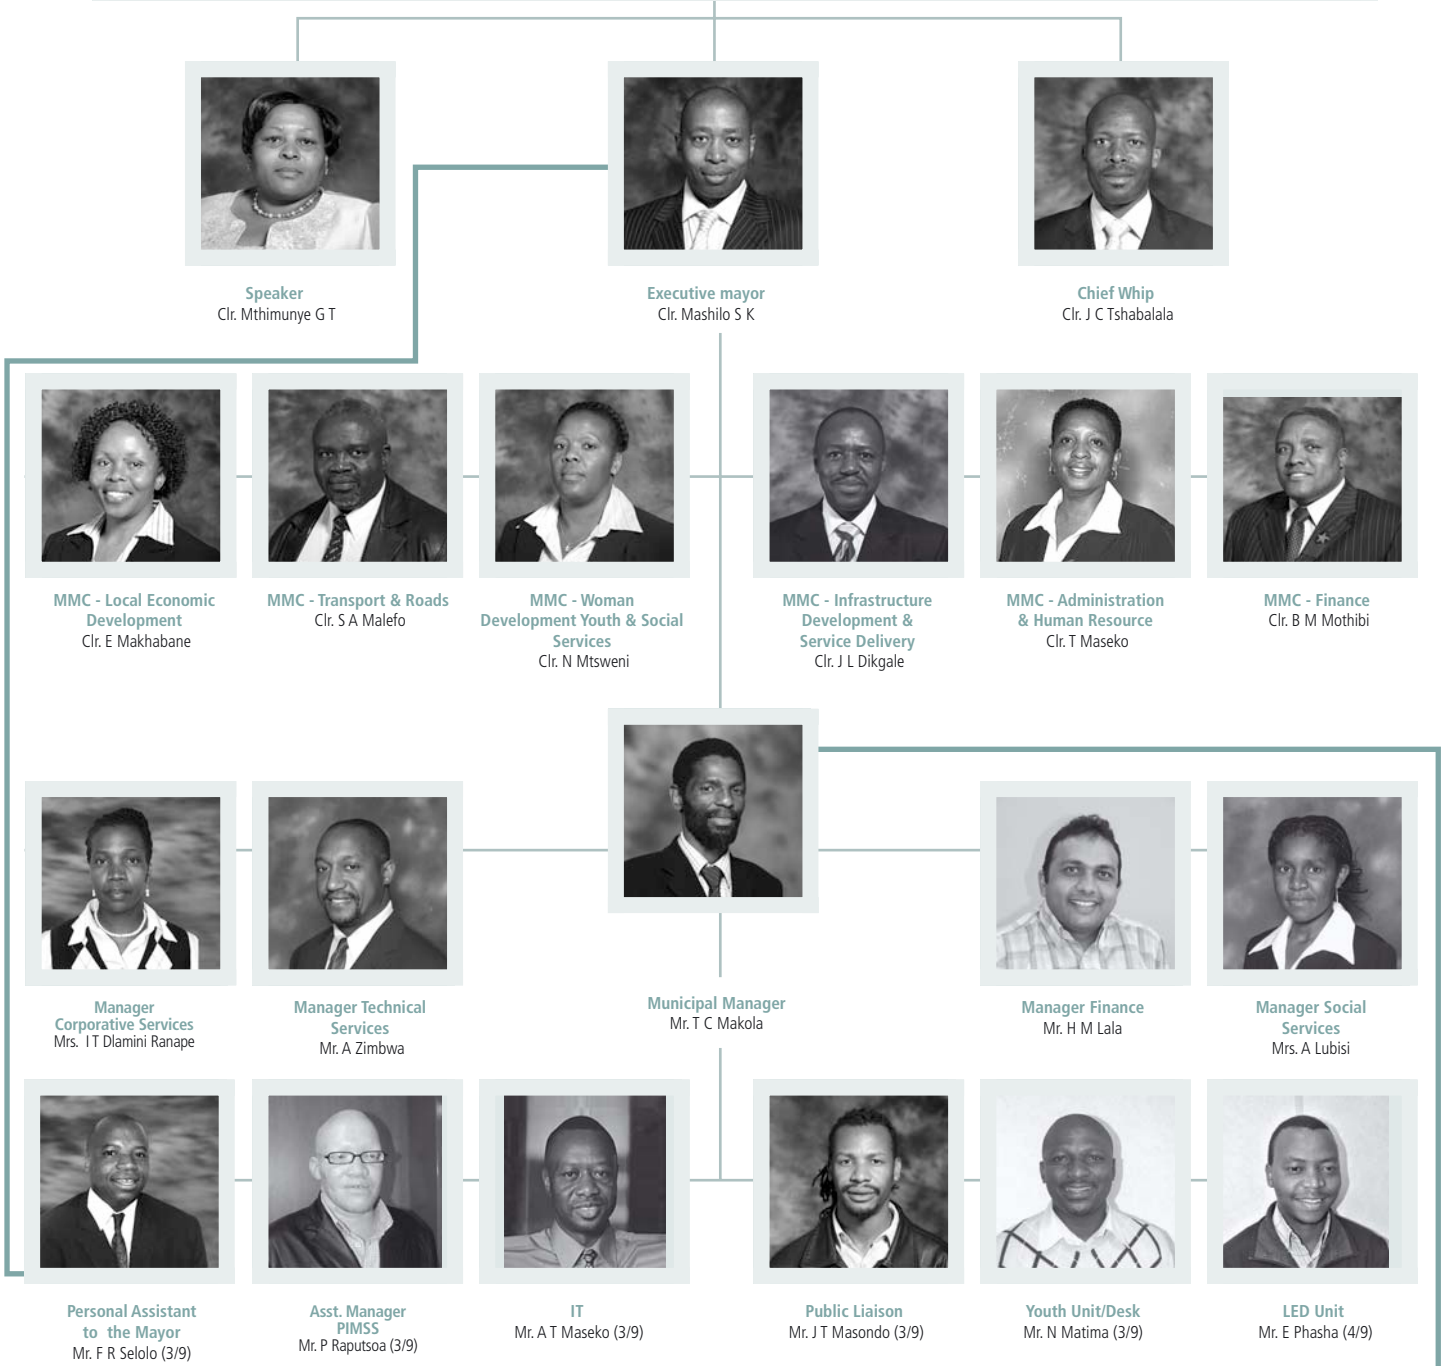 Speaker
Clr. Mthimunye G T
Executive mayor
Clr. Mashilo S K
Chief Whip
Clr. J C Tshabalala
MMC - Local Economic
Development
Clr. E Makhabane
MMC - Transport & Roads
Clr. S A Malefo
MMC - Woman
Development Youth & Social
Services
Clr. N Mtsweni
MMC - Infrastructure
Development &
Service Delivery
Clr. J L Dikgale
MMC - Administration
& Human Resource
Clr. T Maseko
MMC - Finance
Clr. B M Mothibi
Manager
Corporative Services
Mrs. I T Dlamini Ranape
Manager Technical
Services
Mr. A Zimbwa
Municipal Manager
Mr. T C Makola
Manager Finance
Mr. H M Lala
Manager Social
Services
Mrs. A Lubisi
Personal Assistant
to the Mayor
Mr. F R Selolo (3/9)
Asst. Manager
PIMSS
Mr. P Raputsoa (3/9)
IT
Mr. A T Maseko (3/9)
Public Liaison
Mr. J T Masondo (3/9)
Youth Unit/Desk
Mr. N Matima (3/9)
LED Unit
Mr. E Phasha (4/9)